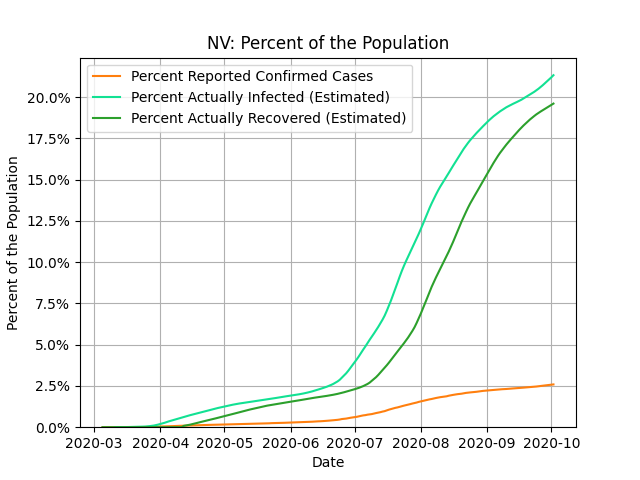 NV: Percent of the Population
Percent Reported Confirmed Cases
Percent Actually Infected (Estimated)
Percent Actually Recovered (Estimated)
Percent of the Population
20.0%
17.5%
15.0%
12.5%
10.0%
7.5%
5.0%
2.5%
0.0%
2020-03 2020-04 2020-05 2020-06 2020-07 2020-08 2020-09 2020-10
Date